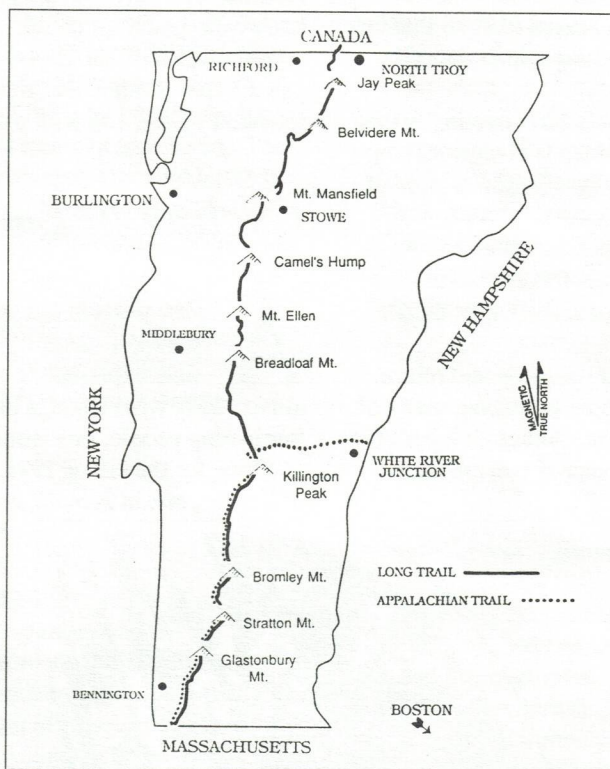 CANADA
RICHFORD
NORTH TROY
Jay Peak
Belvidere Mt.
Mt. Mansfield
BURLINGTON
STOWE
Camel's Hump
NEW HAMPSHIRE
Mt. Ellen
MIDDLEBURY
Breadloaf Mt.
MAGNETIC
TRUE NORTH
NEW YORK
WHITE RIVER
JUNCTION
Killington
Peak
LONG TRAIL
Bromley Mt.
APPALACHIAN TRAIL
Stratton Mt.
Glastonbury
Mt.
BENNINGTON
BOSTON
MASSACHUSETTS